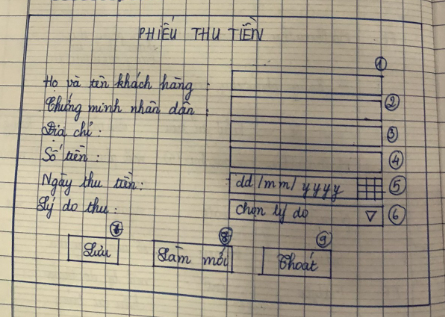 PHIẾU THU TIỀN
①
Họ và tên khách hàng :
Chứng minh nhân dân : ②
Địa chỉ : ③
Số tiền : ④
Ngày thu tiền : dd/mm/yyyy ⑤
Lý do thu : chọn lý do ▽ ⑥
⑦ ⑧ ⑨
Lưu Làm mới Thoát